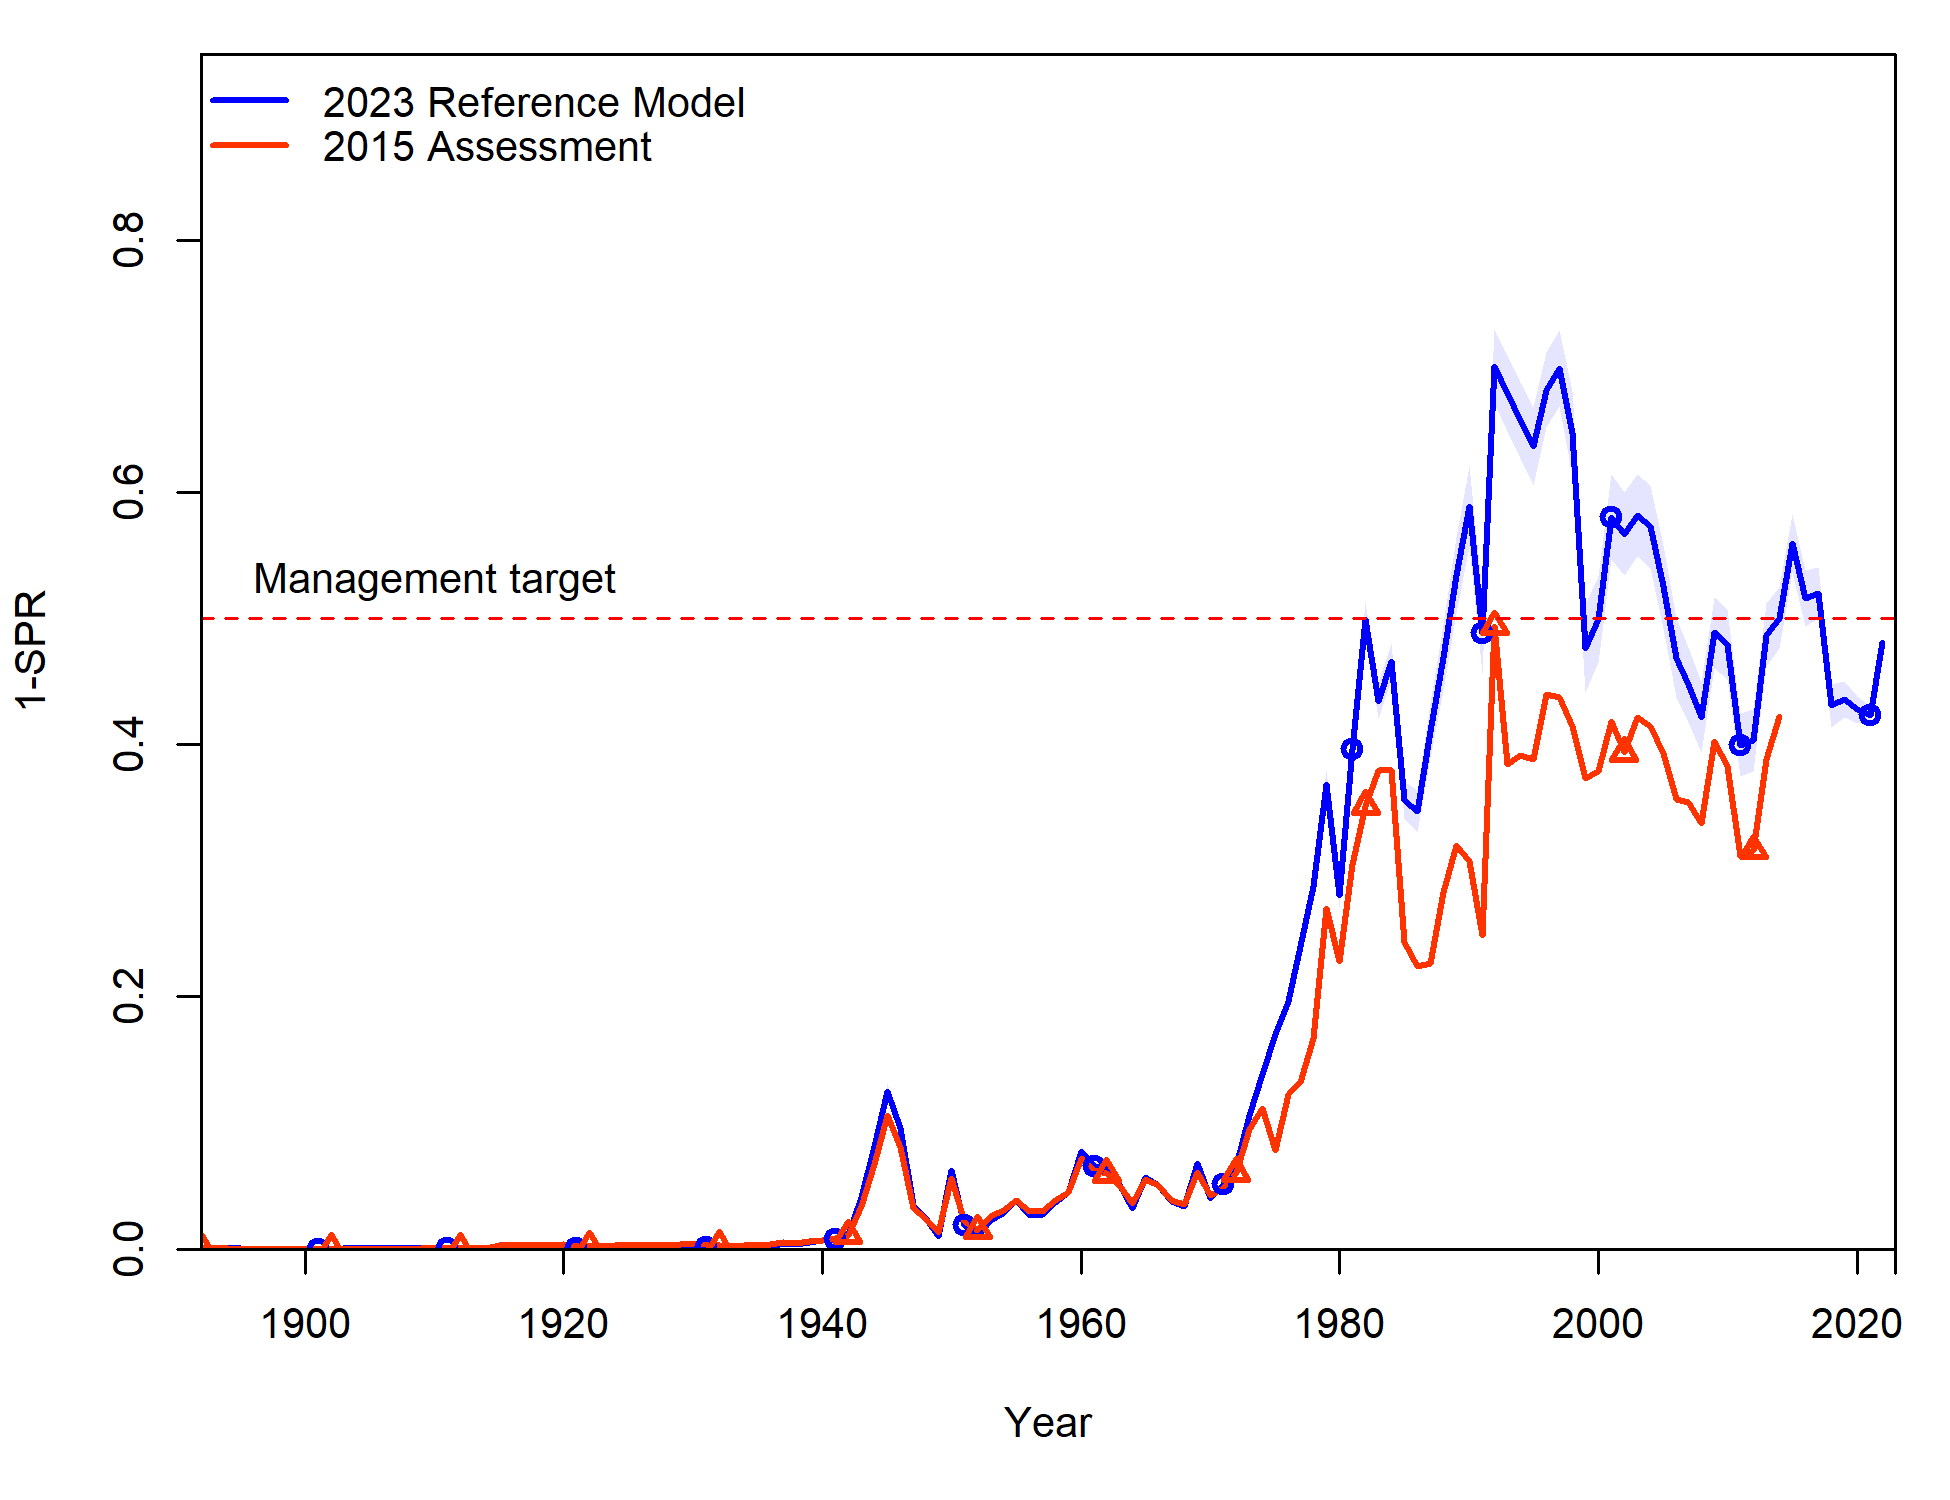 2023 Reference Model
2015 Assessment
Management target
1-SPR
0.8
0.6
0.4
0.2
0.0
1900 1920 1940 1960 1980 2000 2020
Year